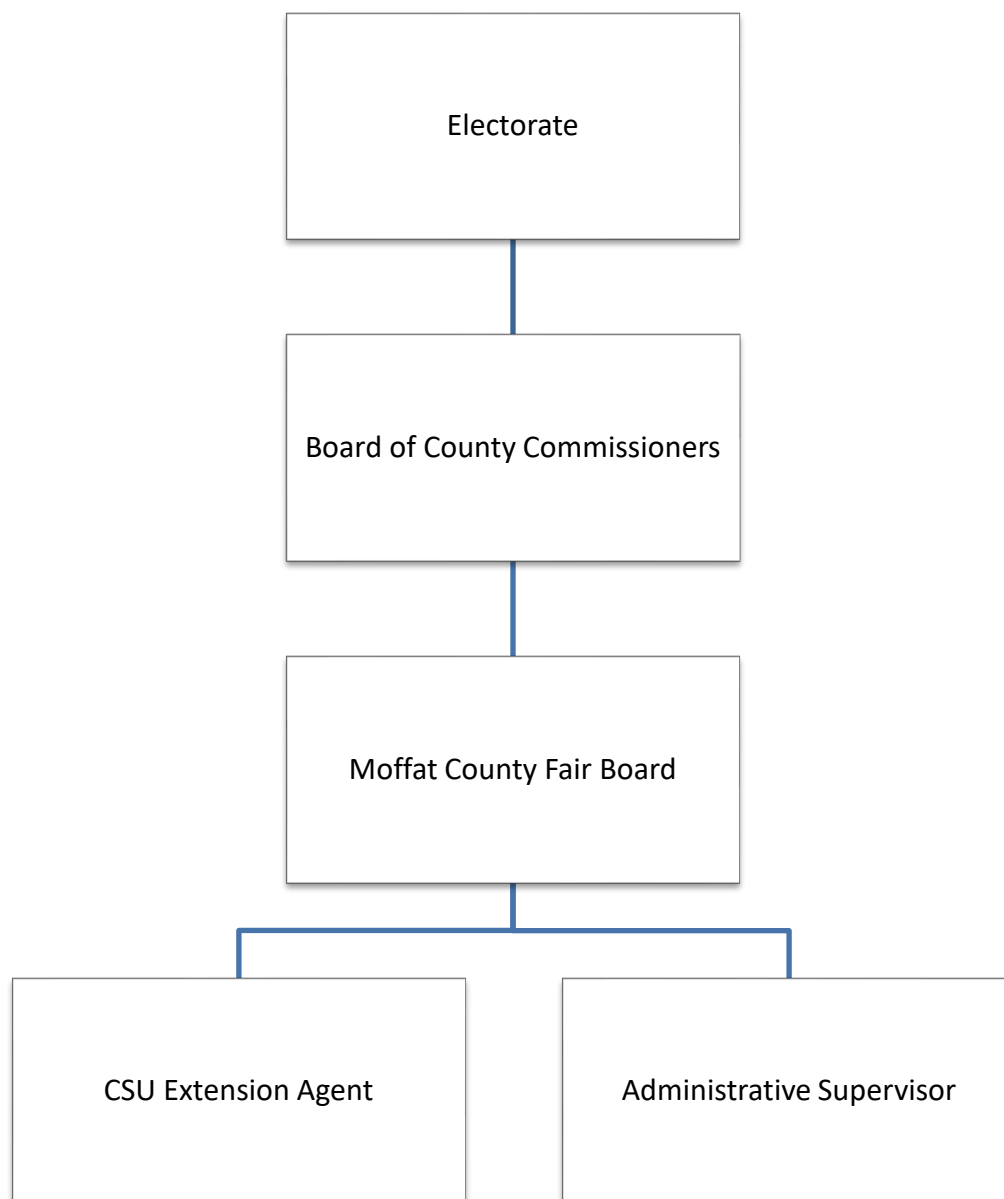 Electorate
Board of County Commissioners
Moffat County Fair Board
CSU Extension Agent
Administrative Supervisor